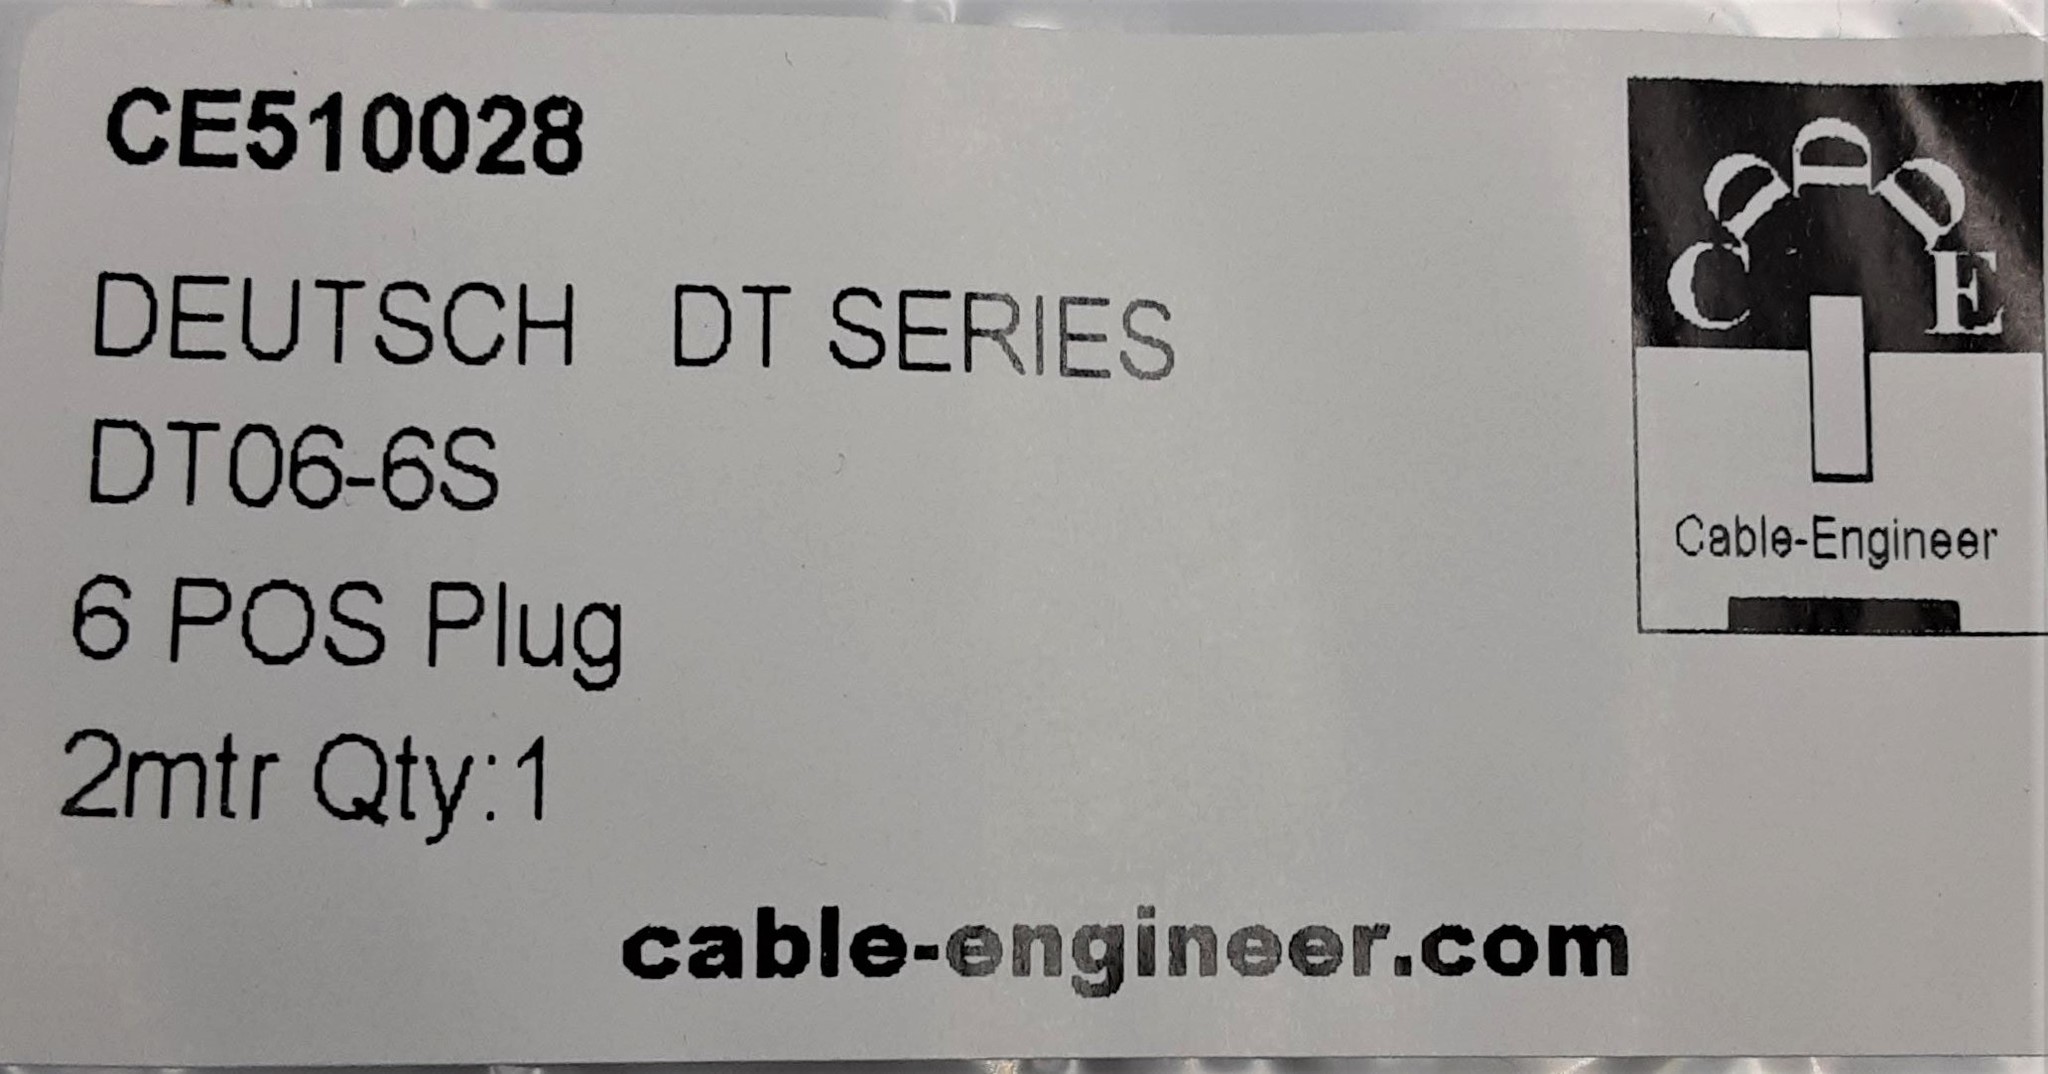 CE510028
DEUTSCH DT SERIES
DT06-6S
6 POS Plug
2mtr Qty:1
cable-engineer.com
C E
Cable-Engineer